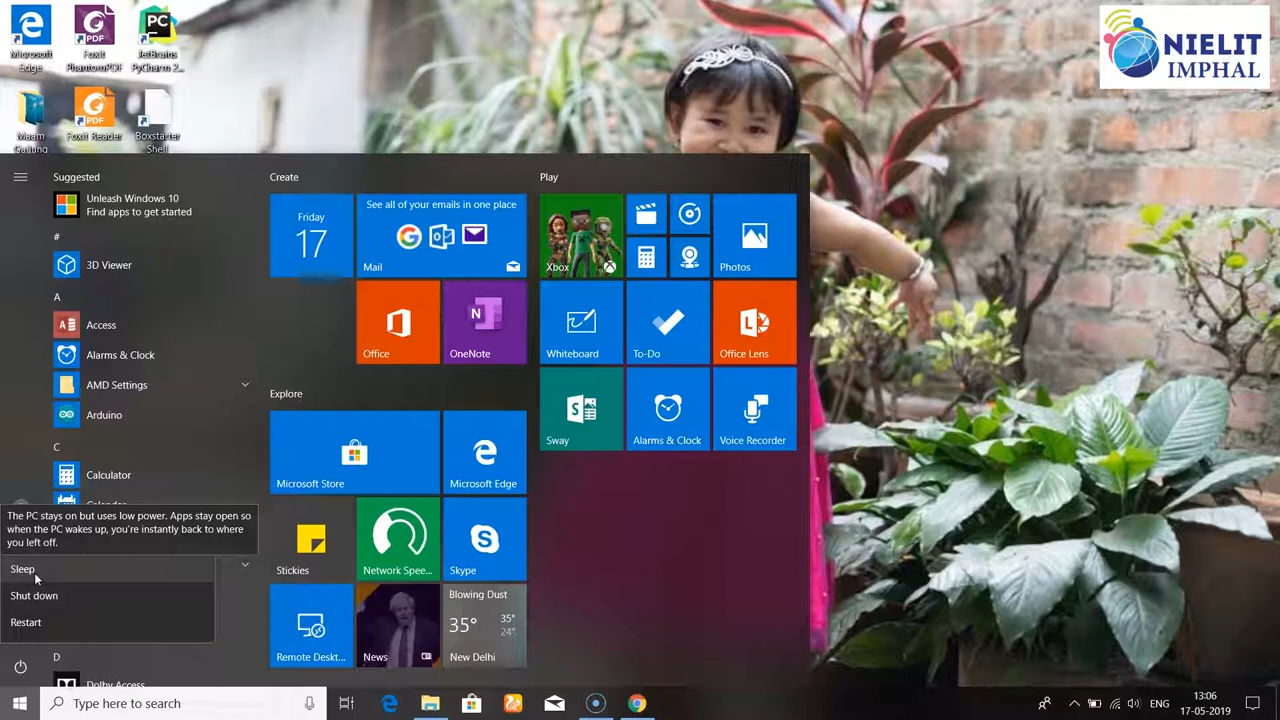 Microsoft
Edge
Foxit
PhantomPDF
JetBrains
PyCharm 2...
Foxit Reader
Boxstarter
Shell
NIELIT
IMPHAL
Suggested
Unleash Windows 10
Find apps to get started
#
3D Viewer
A
Access
Alarms & Clock
AMD Settings
Arduino
C
Calculator
The PC stays on but uses low power. Apps stay open so
when the PC wakes up, you're instantly back to where
you left off.
Sleep
Shut down
Restart
D
Dolby Access
Create
Friday
17
See all of your emails in one place
Mail
Office
OneNote
Explore
Microsoft Store
Microsoft Edge
Stickies
Network Spee...
Skype
Remote Deskt...
News
Blowing Dust
35°
35°
24°
New Delhi
Play
Xbox
Photos
Whiteboard
To-Do
Office Lens
Sway
Alarms & Clock
Voice Recorder
Type here to search
ENG
13:06
17-05-2019